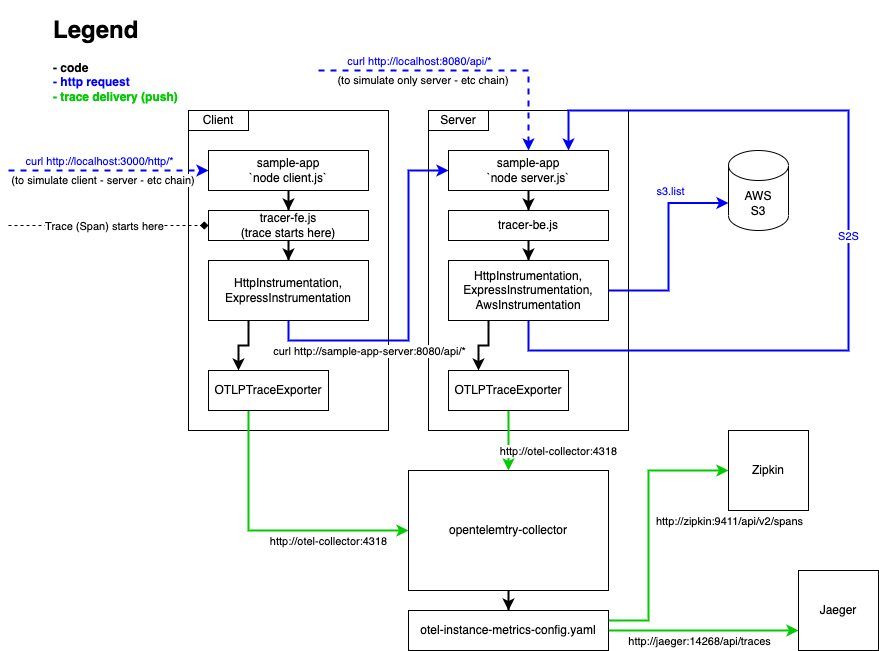 Legend
- code
- http request
- trace delivery (push)
curl http://localhost:8080/api/*
(to simulate only server - etc chain)
Client
Server
curl http://localhost:3000/http/*
(to simulate client - server - etc chain)
sample-app
`node client.js`
sample-app
`node server.js`
s3.list
AWS
S3
Trace (Span) starts here
tracer-fe.js
(trace starts here)
tracer-be.js
S2S
HttpInstrumentation,
ExpressInstrumentation
HttpInstrumentation,
ExpressInstrumentation,
AwsInstrumentation
curl http://sample-app-server:8080/api/*
OTLPTraceExporter
OTLPTraceExporter
http://otel-collector:4318
Zipkin
opentelemtry-collector
http://zipkin:9411/api/v2/spans
http://otel-collector:4318
Jaeger
otel-instance-metrics-config.yaml
http://jaeger:14268/api/traces